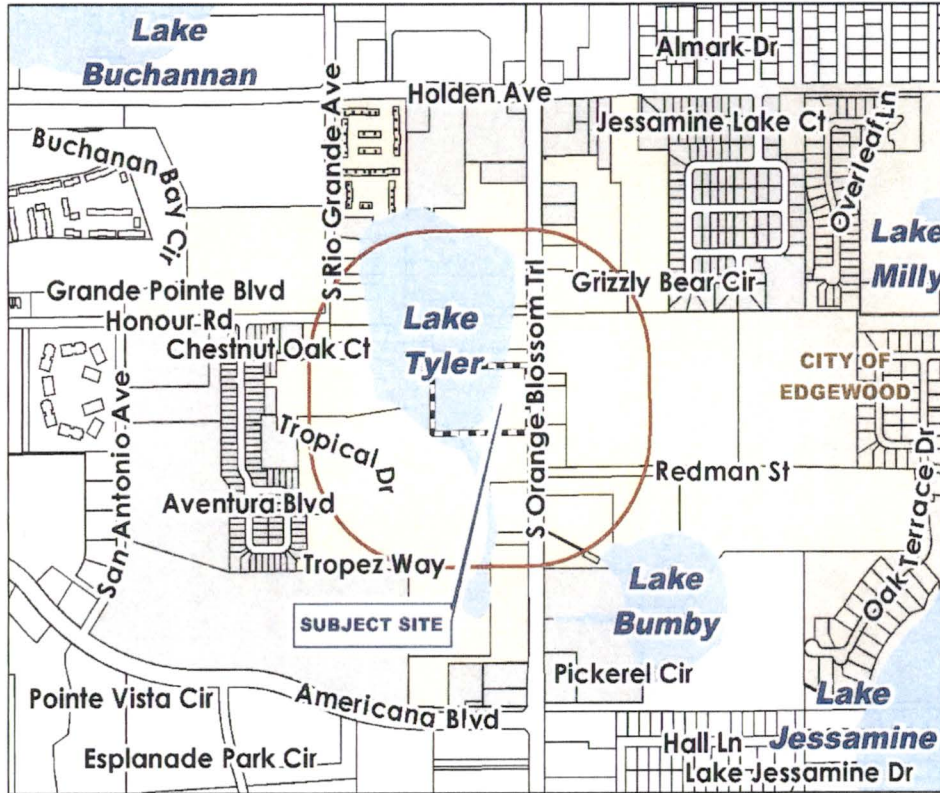 Lake
Buchannan
Almark Dr
Holden Ave
S Rio Grande Ave
Jessamine Lake Ct
Overleaf Ln
Buchanan Bay Cir
Lake
Milly
Grande Pointe Blvd
Grizzly Bear Cir
Honour Rd
Lake
Tyler
S Orange Blossom Trl
Chestnut Oak Ct
CITY OF
EDGEWOOD
San Antonio Ave
Tropical Dr
Redman St
Aventura Blvd
Oak Terrace Dr
Tropez Way
Lake
Bumby
SUBJECT SITE
Pickerel Cir
Pointe Vista Cir
Americana Blvd
Lake
Jessamine
Hall Ln
Esplanade Park Cir
Lake Jessamine Dr